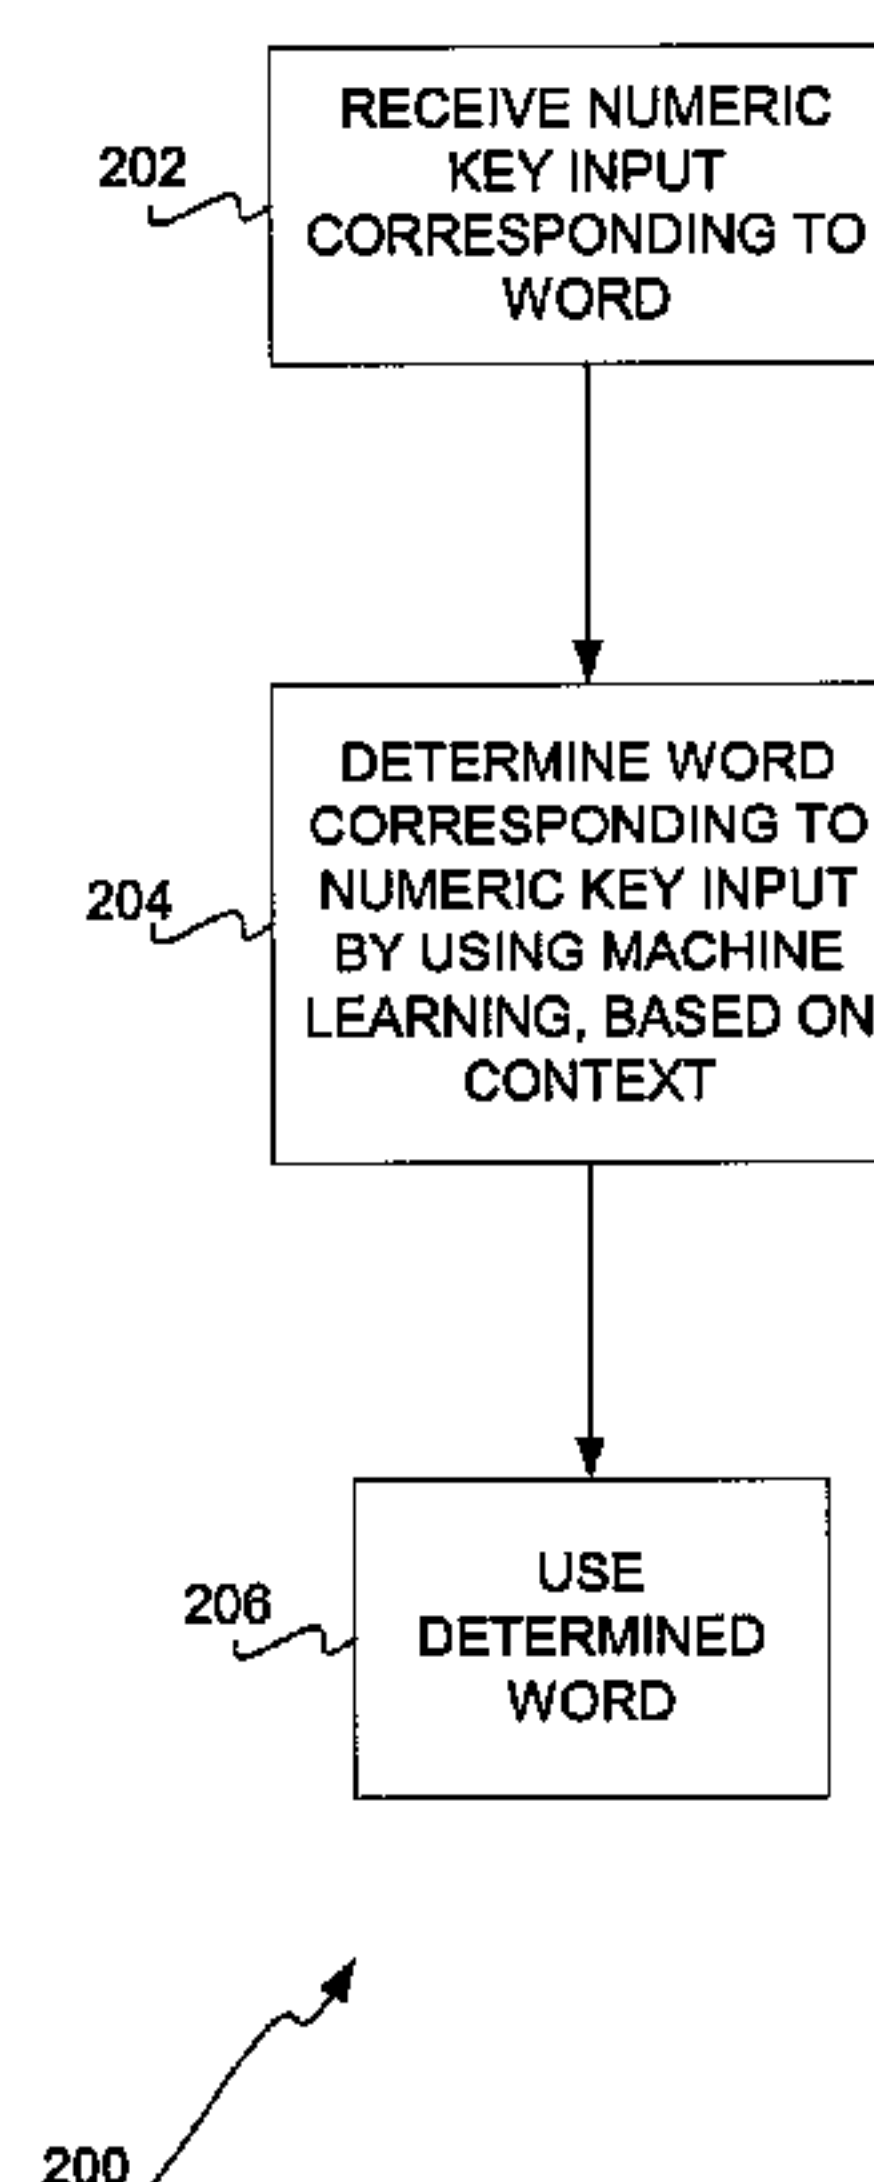 RECEIVE NUMERIC
KEY INPUT
CORRESPONDING TO
WORD
202
DETERMINE WORD
CORRESPONDING TO
NUMERIC KEY INPUT
BY USING MACHINE
LEARNING, BASED ON
CONTEXT
204
USE
DETERMINED
WORD
206
200